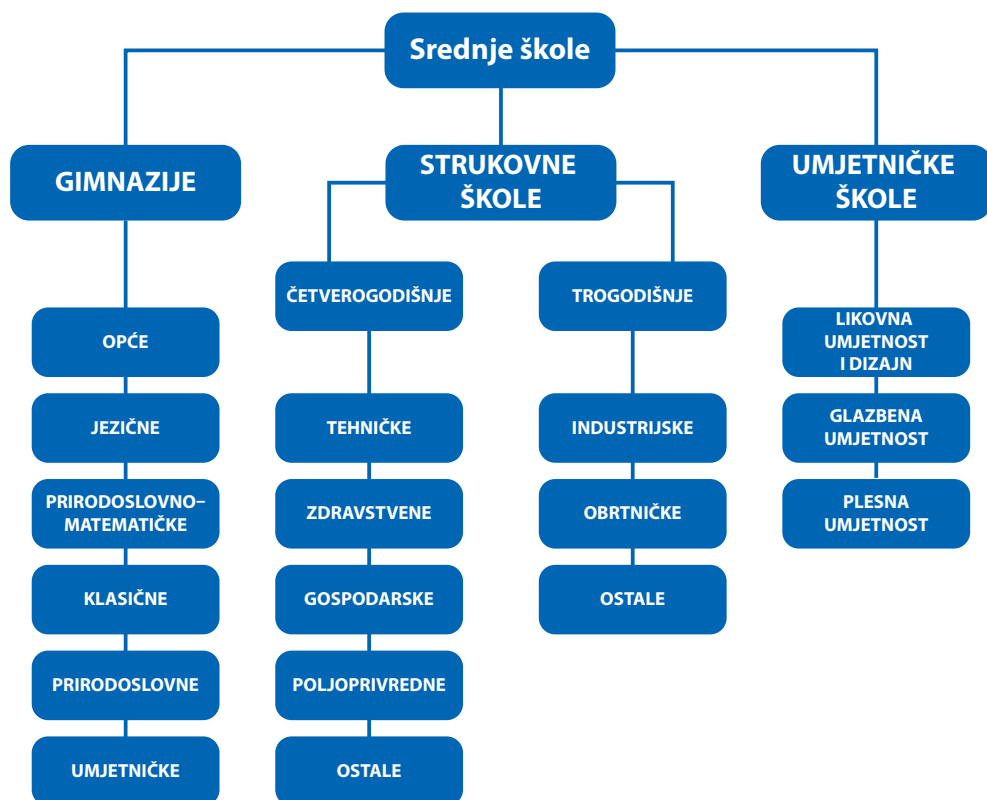 Srednje škole
GIMNAZIJE
STRUKOVNE
ŠKOLE
UMJETNIČKE
ŠKOLE
ČETVEROGODIŠNJE
TROGODIŠNJE
OPĆE
JEZIČNE
PRIRODOSLOVNO–
MATEMATIČKE
KLASIČNE
PRIRODOSLOVNE
UMJETNIČKE
TEHNIČKE
ZDRAVSTVENE
GOSPODARSKE
POLJOPRIVREDNE
OSTALE
INDUSTRIJSKE
OBRTNIČKE
OSTALE
LIKOVNA
UMJETNOST
I DIZAJN
GLAZBENA
UMJETNOST
PLESNA
UMJETNOST